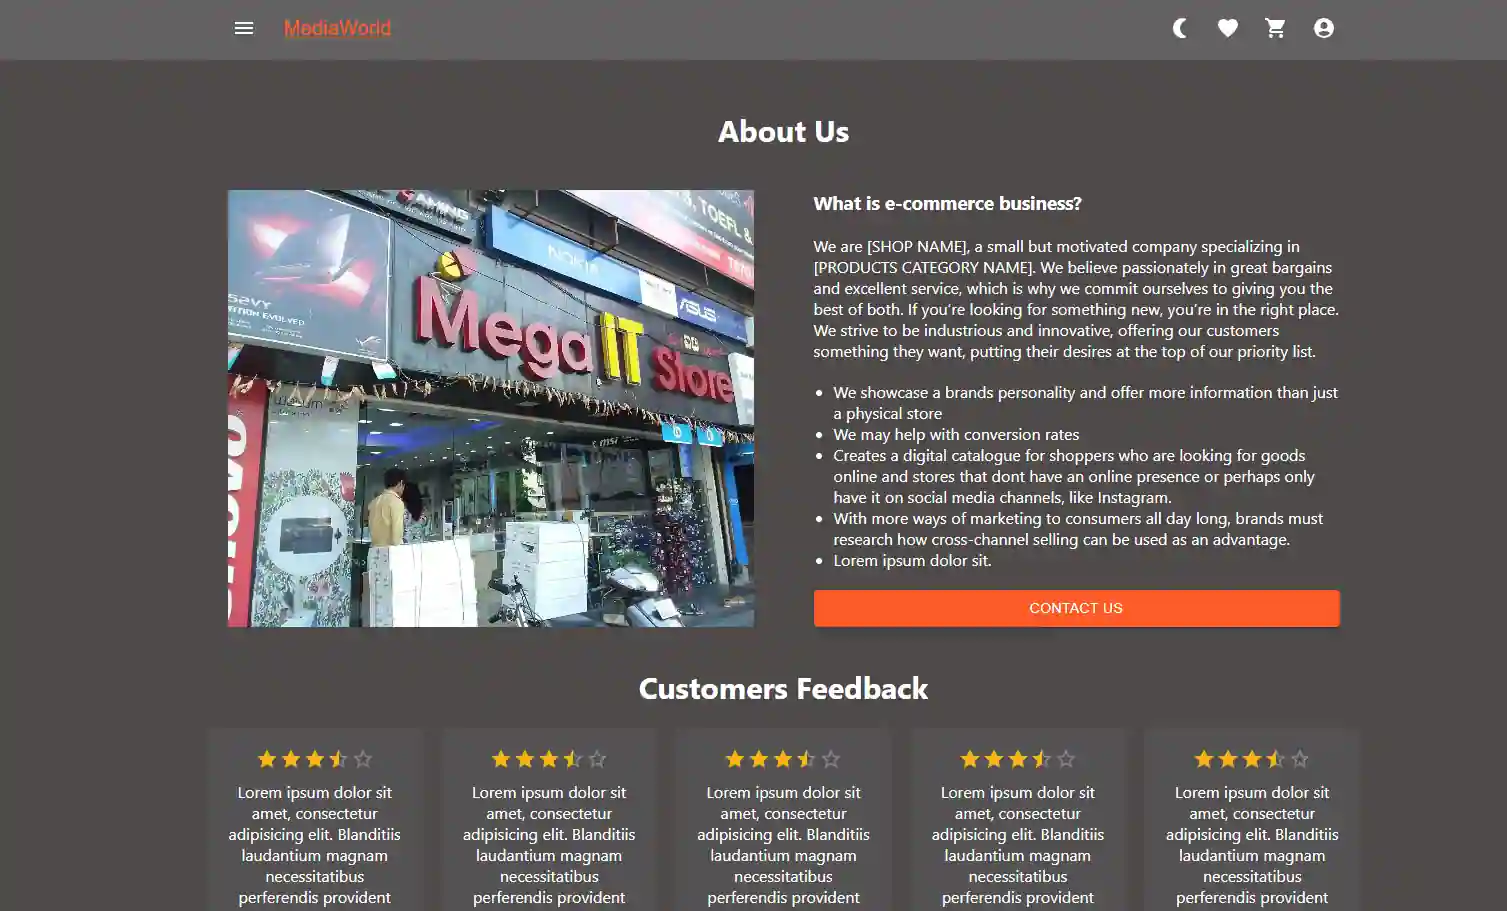 MediaWorld
About Us
GAMING
NOKIA
TOEFL &
ASUS
Mega IT Store
EVOLVED
msi
What is e-commerce business?
We are [SHOP NAME], a small but motivated company specializing in
[PRODUCTS CATEGORY NAME]. We believe passionately in great bargains
and excellent service, which is why we commit ourselves to giving you the
best of both. If you’re looking for something new, you’re in the right place.
We strive to be industrious and innovative, offering our customers
something they want, putting their desires at the top of our priority list.
We showcase a brands personality and offer more information than just
a physical store
We may help with conversion rates
Creates a digital catalogue for shoppers who are looking for goods
online and stores that dont have an online presence or perhaps only
have it on social media channels, like Instagram.
With more ways of marketing to consumers all day long, brands must
research how cross-channel selling can be used as an advantage.
Lorem ipsum dolor sit.
CONTACT US
Customers Feedback
Lorem ipsum dolor sit
amet, consectetur
adipisicing elit. Blanditiis
laudantium magnam
necessitatibus
perferendis provident
Lorem ipsum dolor sit
amet, consectetur
adipisicing elit. Blanditiis
laudantium magnam
necessitatibus
perferendis provident
Lorem ipsum dolor sit
amet, consectetur
adipisicing elit. Blanditiis
laudantium magnam
necessitatibus
perferendis provident
Lorem ipsum dolor sit
amet, consectetur
adipisicing elit. Blanditiis
laudantium magnam
necessitatibus
perferendis provident
Lorem ipsum dolor sit
amet, consectetur
adipisicing elit. Blanditiis
laudantium magnam
necessitatibus
perferendis provident